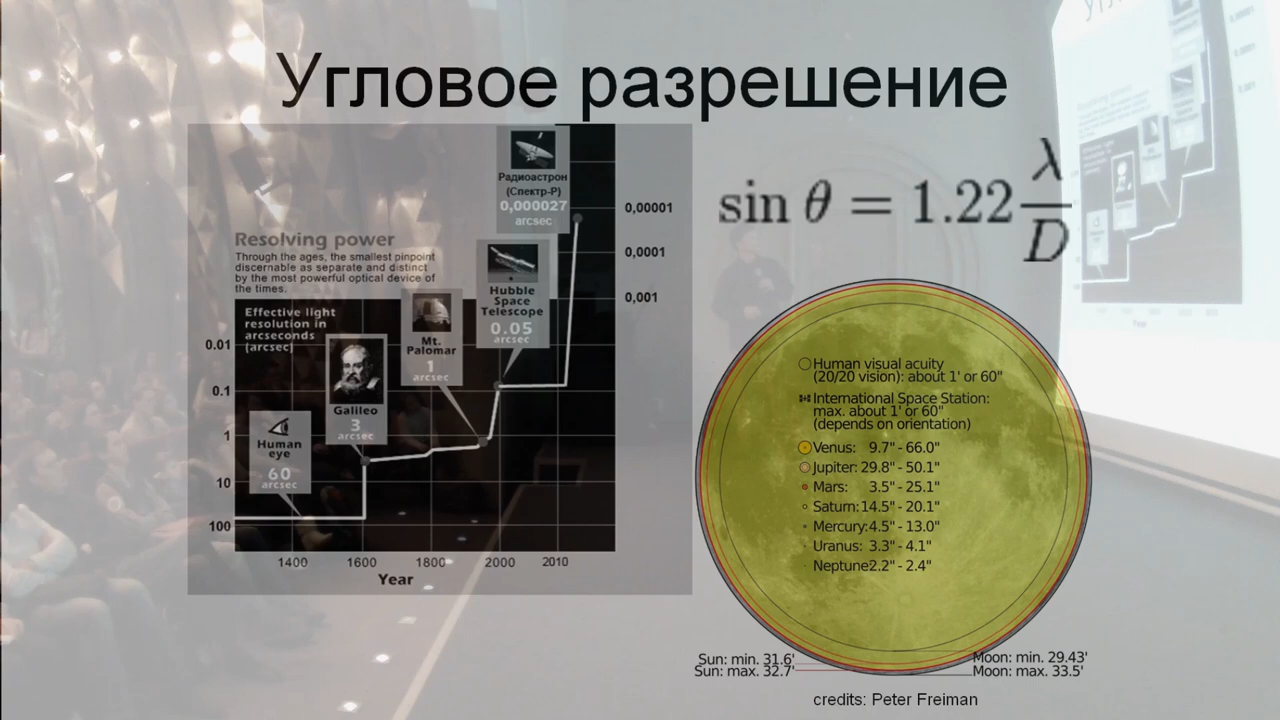 Угловое разрешение
Радиоастрон
(Спектр-Р)
0,000027
arcsec
0,00001
0,0001
0,001
Resolving power
Through the ages, the smallest pinpoint
discernable as separate and distinct
by the most powerful optical device of
the times.
Effective light
resolution in
arcseconds
(arcsec)
Hubble
Space
Telescope
0.05
arcsec
Mt.
Palomar
1
arcsec
Galileo
3
arcsec
Human
eye
60
arcsec
0.01
0.1
1
10
100
1400 1600 1800 2000 2010
Year
sin θ = 1.22 λ/D
Human visual acuity
(20/20 vision): about 1' or 60"
International Space Station:
max. about 1' or 60"
(depends on orientation)
Venus: 9.7" - 66.0"
Jupiter: 29.8" - 50.1"
Mars: 3.5" - 25.1"
Saturn: 14.5" - 20.1"
Mercury: 4.5" - 13.0"
Uranus: 3.3" - 4.1"
Neptune: 2.2" - 2.4"
Sun: min. 31.6'
Sun: max. 32.7'
Moon: min. 29.43'
Moon: max. 33.5'
credits: Peter Freiman